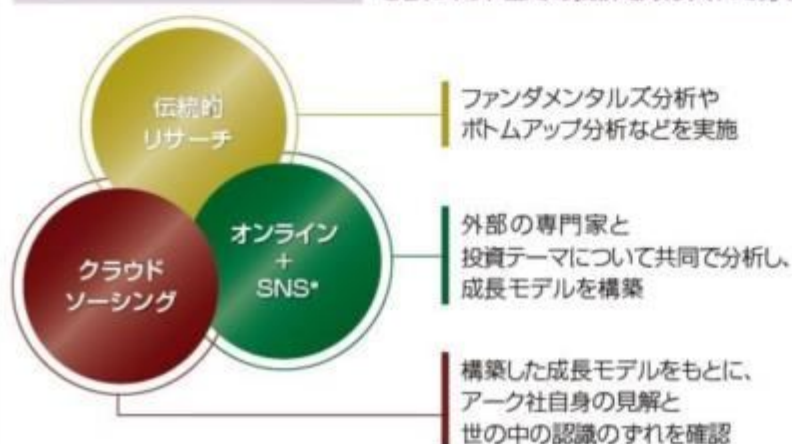 伝統的
リサーチ
ファンダメンタルズ分析や
ボトムアップ分析などを実施
オンライン
+
SNS*
外部の専門家と
投資テーマについて共同で分析し、
成長モデルを構築
クラウド
ソーシング
構築した成長モデルをもとに、
アーク社自身の見解と
世の中の認識のずれを確認